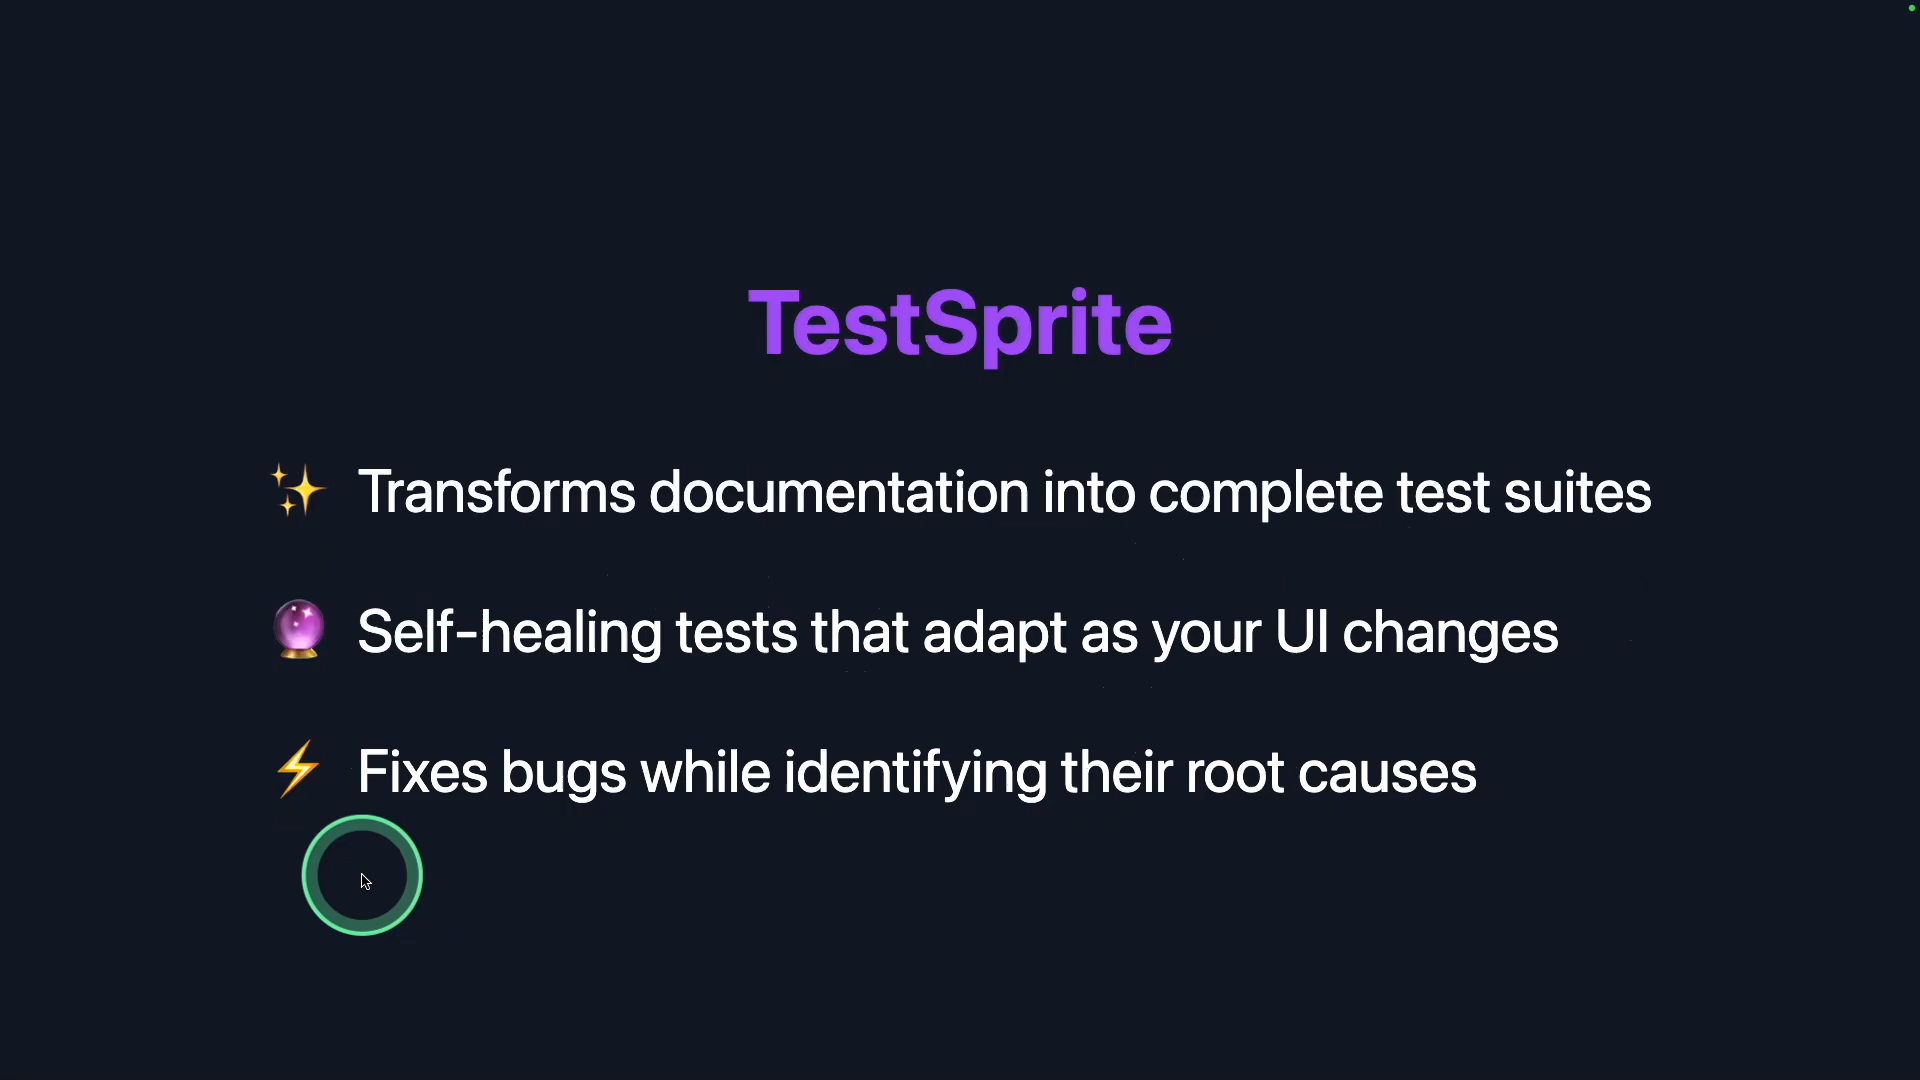 TestSprite
✨ Transforms documentation into complete test suites
🔮 Self-healing tests that adapt as your UI changes
⚡ Fixes bugs while identifying their root causes